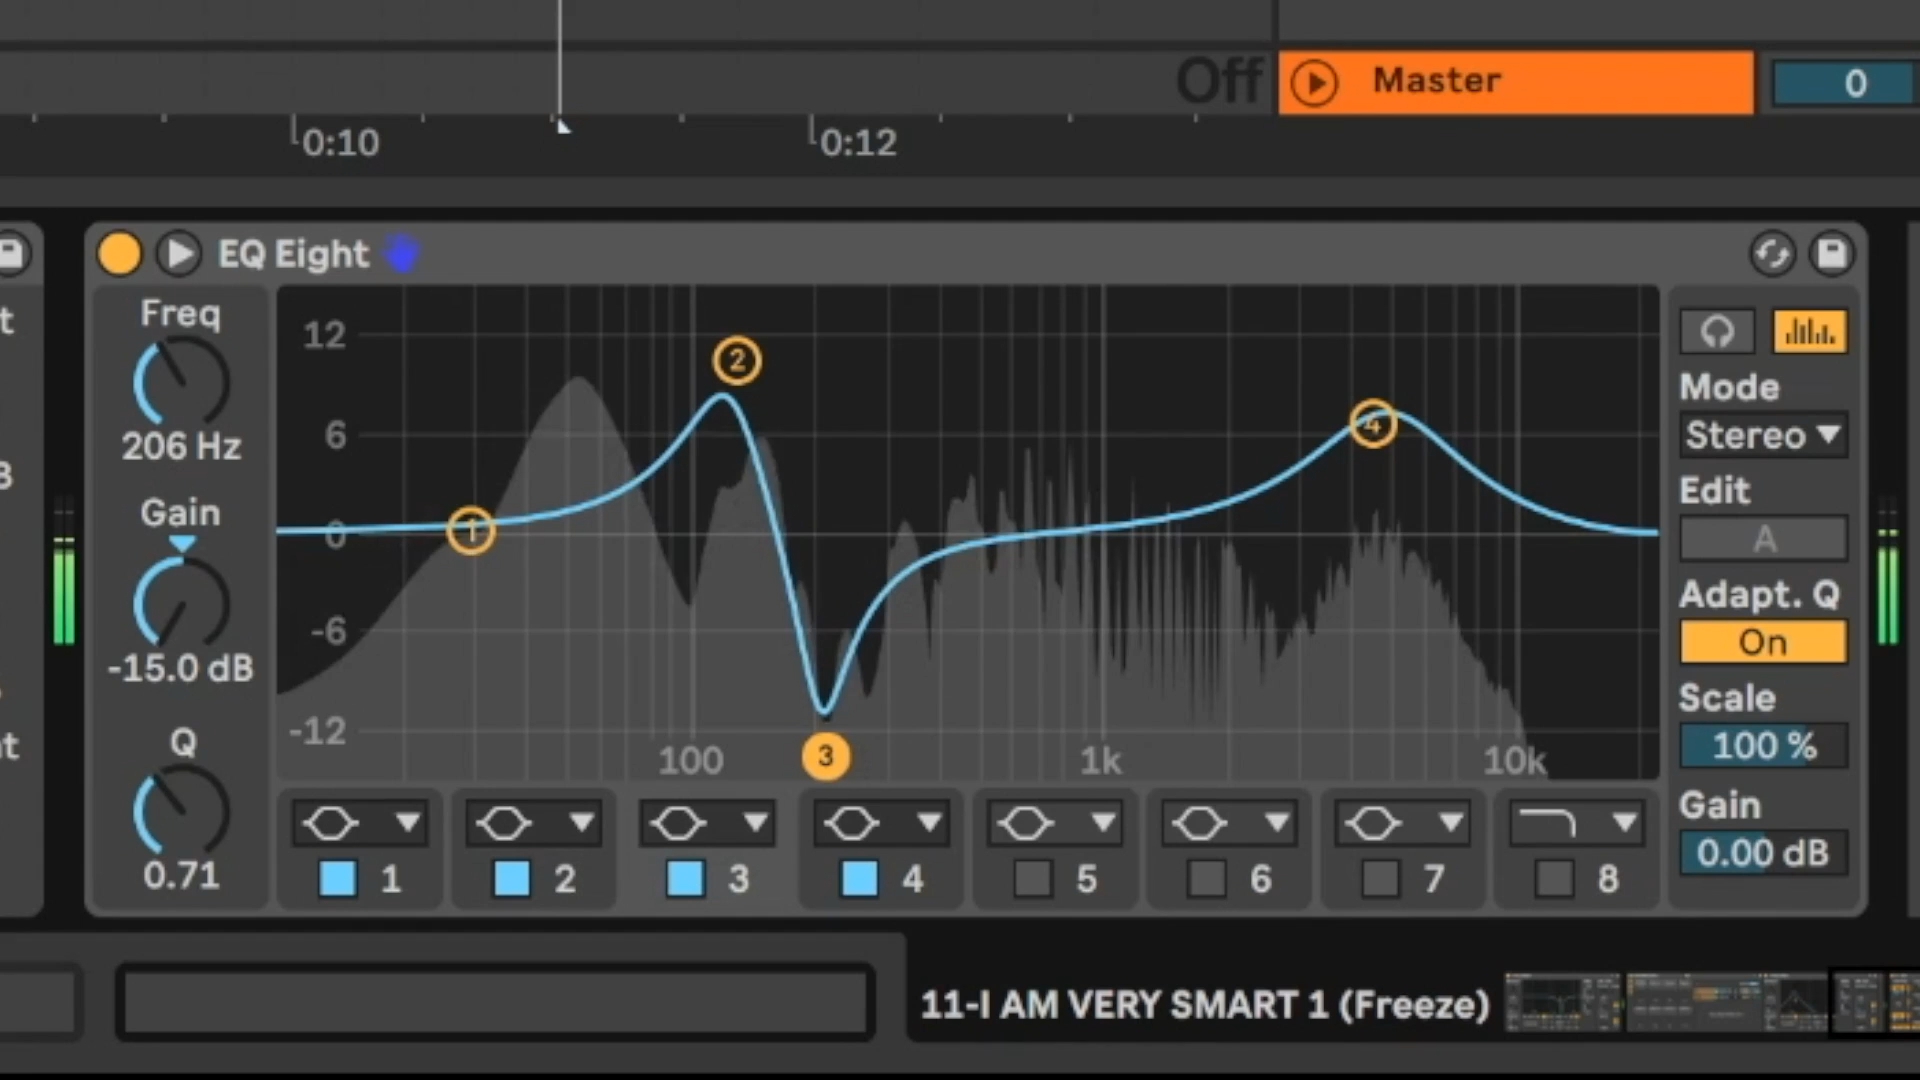 Off
Master
0
0:10
0:12
EQ Eight
Freq
206 Hz
Gain
-15.0 dB
Q
0.71
12
6
0
-6
-12
100
1k
10k
1
2
3
4
Mode
Stereo
Edit
A
Adapt. Q
On
Scale
100 %
Gain
0.00 dB
1
2
3
4
5
6
7
8
t
B
t
11-I AM VERY SMART 1 (Freeze)